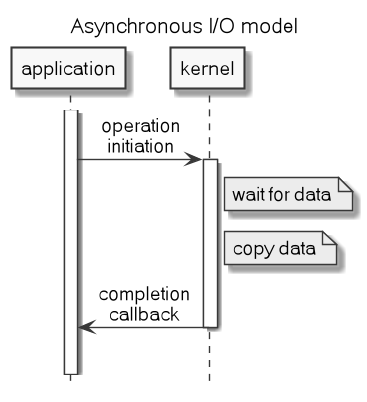 Asynchronous I/O model
application
kernel
operation
initiation
wait for data
copy data
completion
callback